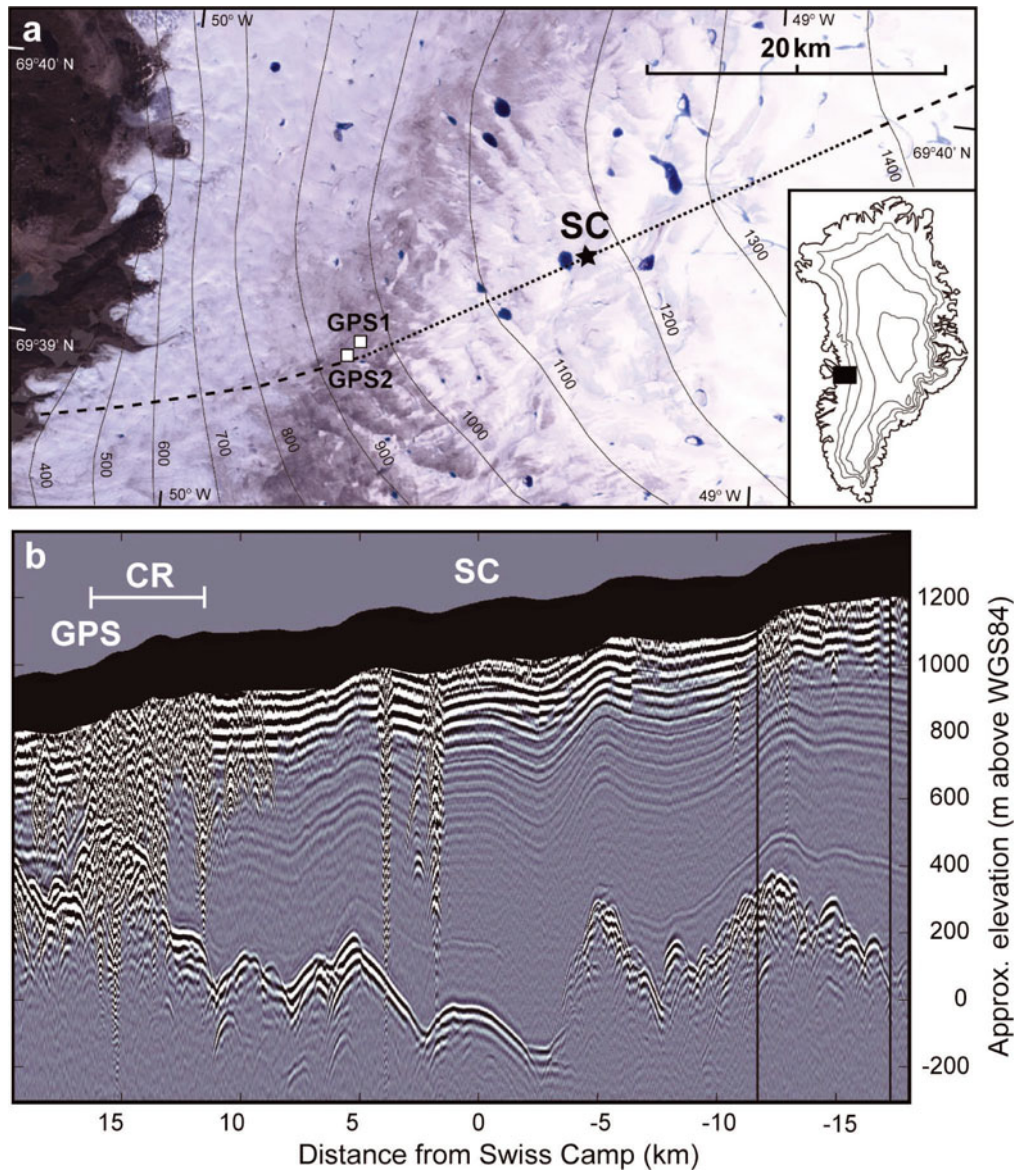 a
50° W
49° W
69°40' N
20 km
69°40' N
1400
1300
SC
1200
GPS1
69°39' N
GPS2
1100
1000
900
800
700
600
500
400
50° W
49° W
b
CR
SC
GPS
1200
1000
800
600
400
200
0
-200
Approx. elevation (m above WGS84)
15 10 5 0 -5 -10 -15
Distance from Swiss Camp (km)